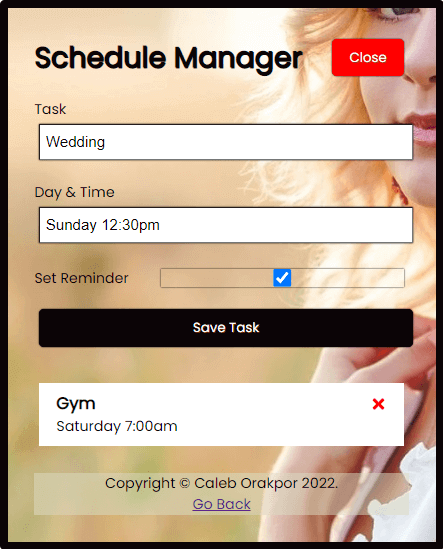 Schedule Manager
Close
Task
Wedding
Day & Time
Sunday 12:30pm
Set Reminder
Save Task
Gym
Saturday 7:00am
Copyright © Caleb Orakpor 2022.
Go Back